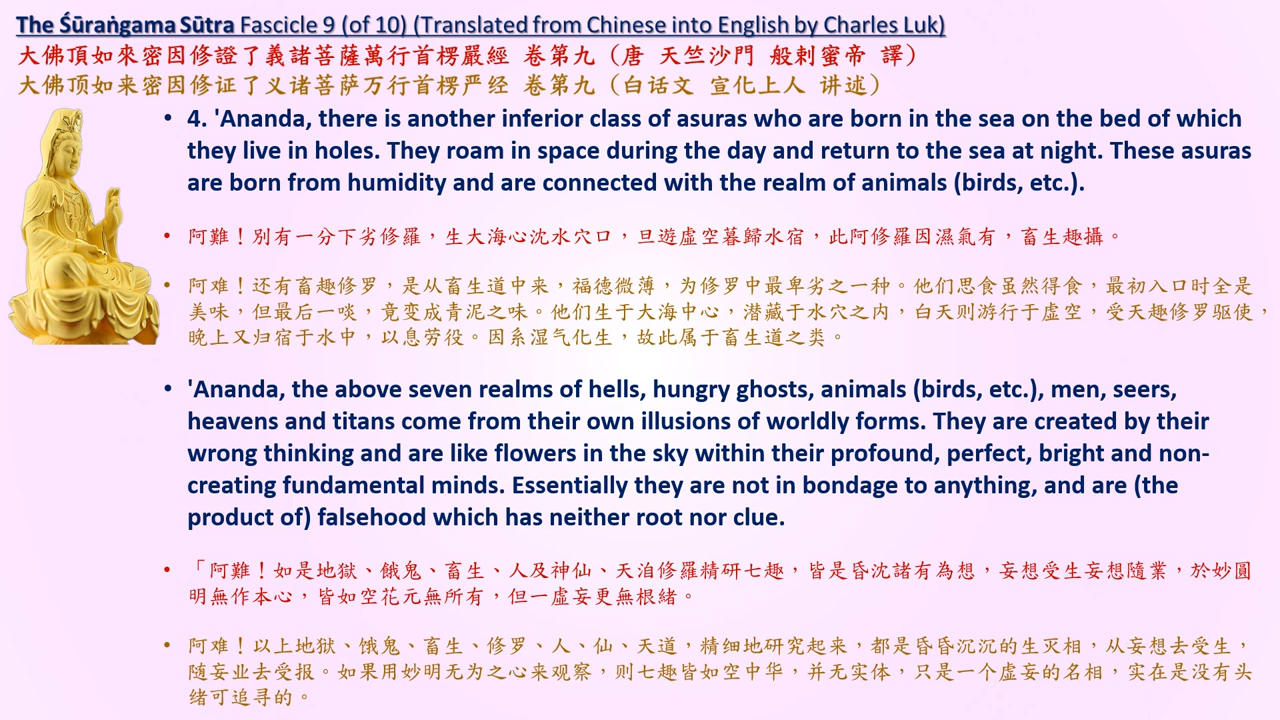 The Śūraṅgama Sūtra Fascicle 9 (of 10) (Translated from Chinese into English by Charles Luk)
大佛頂如來密因修證了義諸菩薩萬行首楞嚴經 卷第九（唐 天竺沙門 般剌蜜帝 譯）
大佛顶如来密因修证了义诸菩萨万行首楞严经 卷第九（白话文 宣化上人 讲述）
• 4. 'Ananda, there is another inferior class of asuras who are born in the sea on the bed of which
they live in holes. They roam in space during the day and return to the sea at night. These asuras
are born from humidity and are connected with the realm of animals (birds, etc.).
• 阿難！別有一分下劣修羅，生大海心沈水穴口，旦遊虛空暮歸水宿，此阿修羅因濕氣有，畜生趣攝。
• 阿难！还有畜趣修罗，是从畜生道中来，福德微薄，为修罗中最卑劣之一种。他们思食虽然得食，最初入口时全是
美味，但最后一啖，竟变成青泥之味。他们生于大海中心，潜藏于水穴之内，白天则游行于虚空，受天趣修罗驱使，
晚上又归宿于水中，以息劳役。因系湿气化生，故此属于畜生道之类。
• 'Ananda, the above seven realms of hells, hungry ghosts, animals (birds, etc.), men, seers,
heavens and titans come from their own illusions of worldly forms. They are created by their
wrong thinking and are like flowers in the sky within their profound, perfect, bright and non-
creating fundamental minds. Essentially they are not in bondage to anything, and are (the
product of) falsehood which has neither root nor clue.
• 「阿難！如是地獄、餓鬼、畜生、人及神仙、天洎修羅精研七趣，皆是昏沈諸有為想，妄想受生妄想隨業，於妙圓
明無作本心，皆如空花元無所有，但一虛妄更無根緒。
• 阿难！以上地狱、饿鬼、畜生、修罗、人、仙、天道，精细地研究起来，都是昏昏沉沉的生灭相，从妄想去受生，
随妄业去受报。如果用妙明无为之心来观察，则七趣皆如空中华，并无实体，只是一个虚妄的名相，实在是没有头
绪可追寻的。